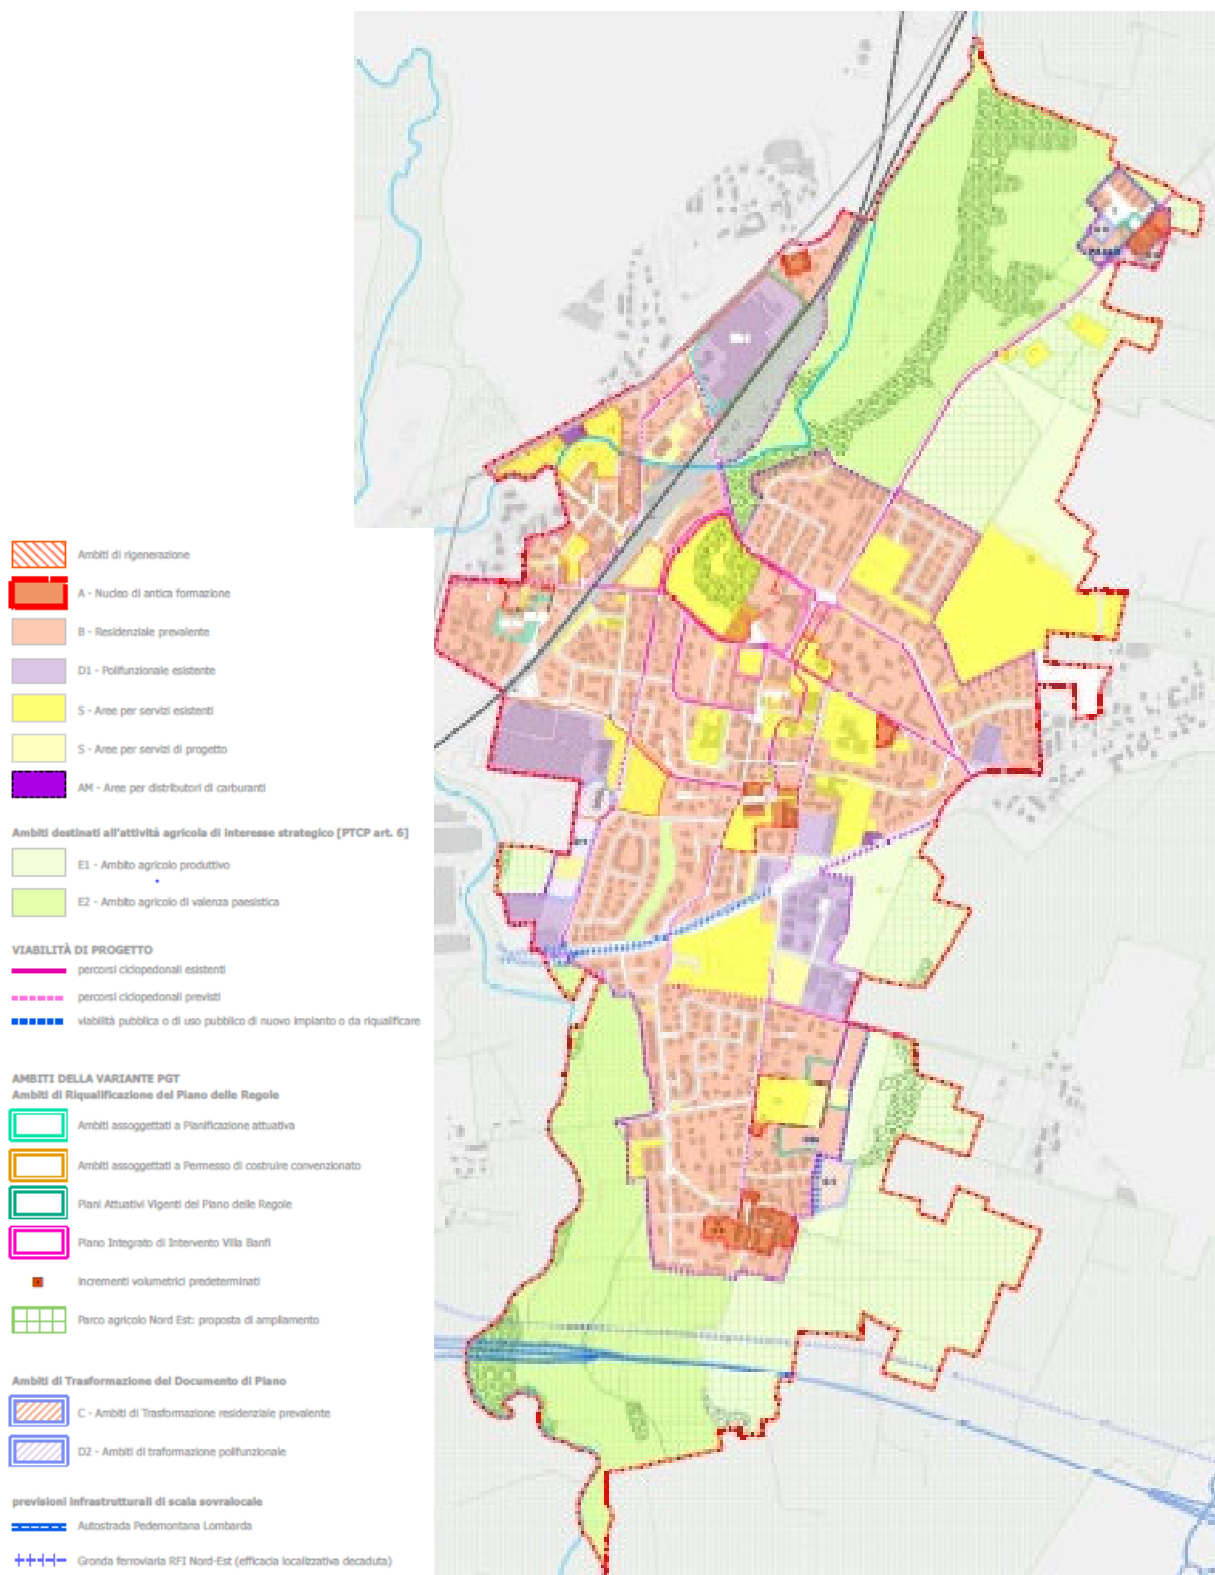 Ambiti di rigenerazione
A - Nucleo di antica formazione
B - Residenziale prevalente
D1 - Polifunzionale esistente
S - Aree per servizi esistenti
S - Aree per servizi di progetto
AM - Aree per distributori di carburanti
Ambiti destinati all'attività agricola di interesse strategico [PTCP art. 6]
E1 - Ambito agricolo produttivo
E2 - Ambito agricolo di valenza paesistica
VIABILITÀ DI PROGETTO
percorsi ciclopedonali esistenti
percorsi ciclopedonali previsti
viabilità pubblica o di uso pubblico di nuovo impianto o da riqualificare
AMBITI DELLA VARIANTE PGT
Ambiti di Riqualificazione del Piano delle Regole
Ambiti assoggettati a Planificazione attuativa
Ambiti assoggettati a Permesso di costruire convenzionato
Piani Attuativi Vigenti del Piano delle Regole
Piano Integrato di Intervento Villa Banfi
incrementi volumetrici predeterminati
Parco agricolo Nord Est: proposta di ampliamento
Ambiti di Trasformazione del Documento di Piano
C - Ambiti di Trasformazione residenziale prevalente
D2 - Ambiti di traformazione polifunzionale
previsioni infrastrutturali di scala sovralocale
Autostrada Pedemontana Lombarda
Gronda ferroviaria RFI Nord-Est (efficacia localizzativa decaduta)